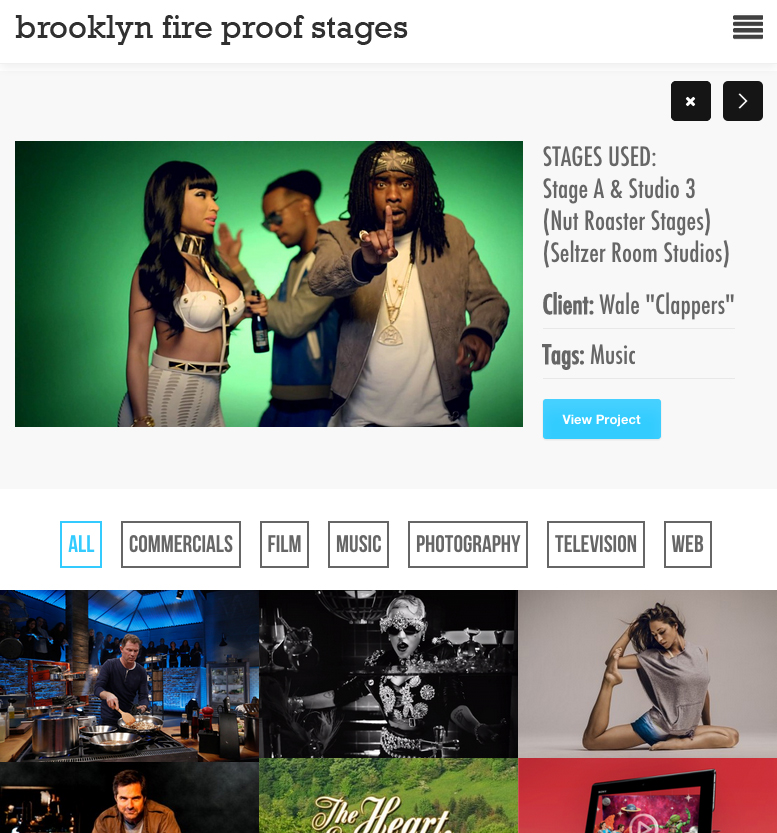 brooklyn fire proof stages
STAGES USED:
Stage A & Studio 3
(Nut Roaster Stages)
(Seltzer Room Studios)
Client: Wale "Clappers"
Tags: Music
View Project
ALL
COMMERCIALS
FILM
MUSIC
PHOTOGRAPHY
TELEVISION
WEB
The Heart